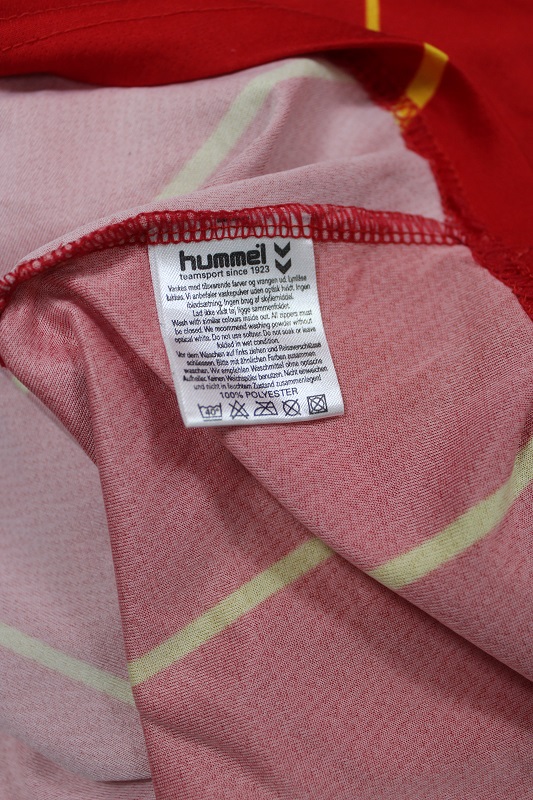 hummel
teamsport since 1923
Vaskes med tilsvarende farver og vrangen ud. Lynlåse
lukkes. Vi anbefaler vaskepulver uden optisk hvidt. Ingen
iblødsætning. Ingen brug af skyllemiddel.
Lad ikke vådt tøj ligge sammenfoldet.
Wash with similar colours inside out. All zippers must
be closed. We recommend washing powder without
optical white. Do not use softner. Do not soak or leave
folded in wet condition.
Vor dem Waschen auf links ziehen und Reissverschlüsse
schliessen. Bitte mit ähnlichen Farben zusammen
waschen. Wir empfehlen Waschmittel ohne optische
Aufheller. Keinen Weichspüler benutzen. Nicht einweichen
und nicht in feuchtem Zustand zusammenlegen!
100% POLYESTER
40°